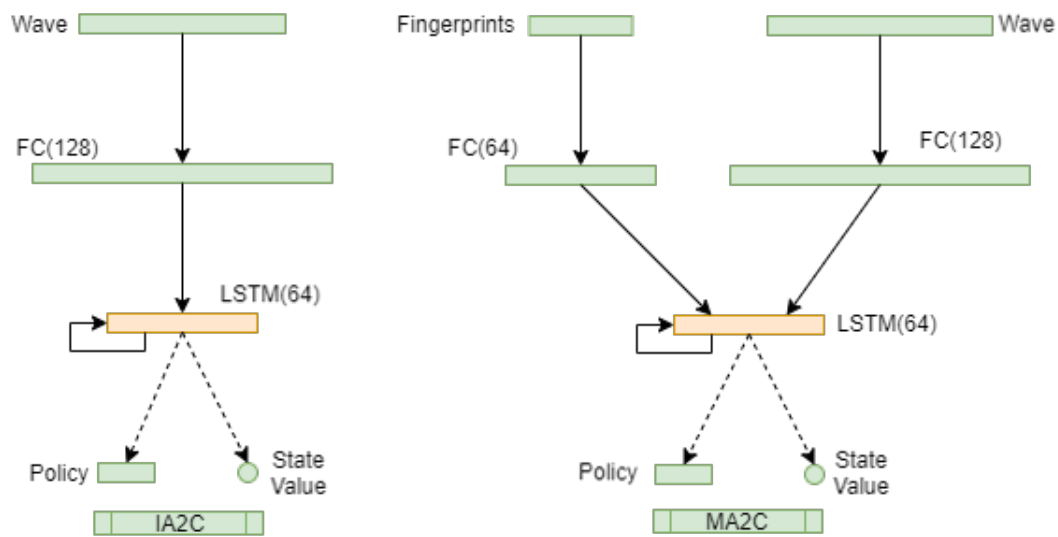 Wave
FC(128)
LSTM(64)
Policy
State
Value
IA2C
Fingerprints
Wave
FC(64)
FC(128)
LSTM(64)
Policy
State
Value
MA2C